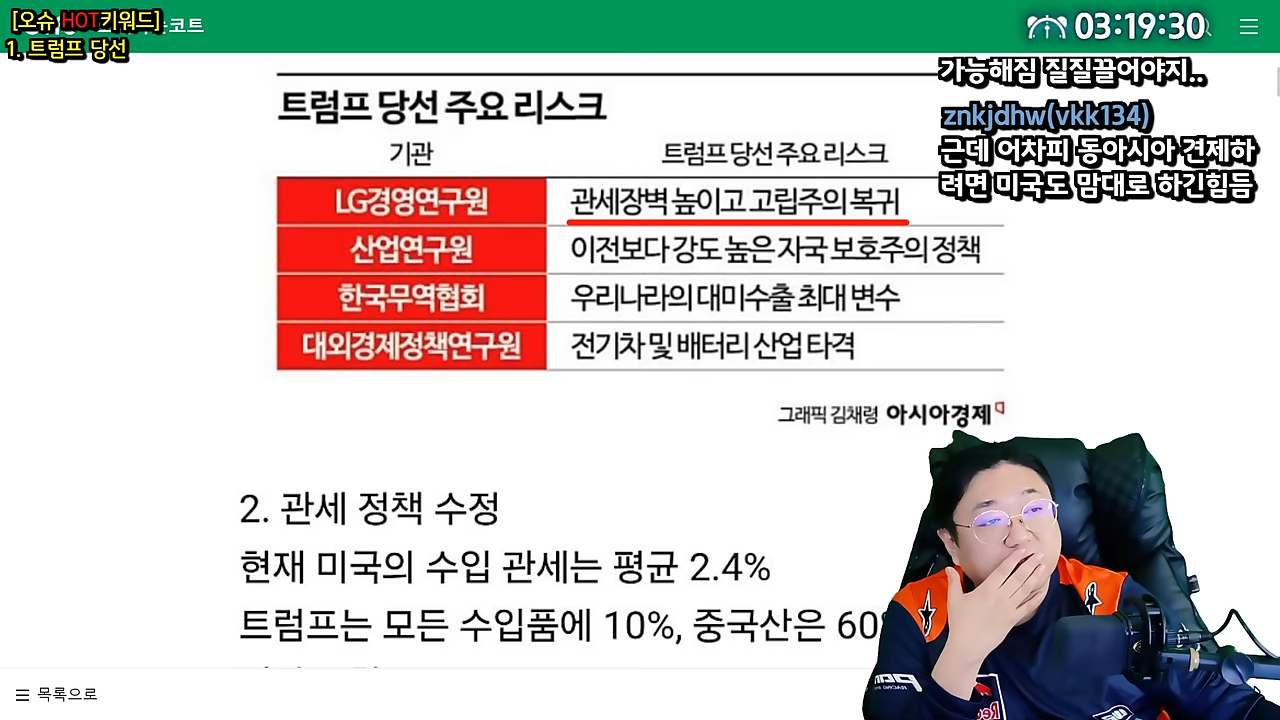 [오슈 HOT키워드]
코트
1. 트럼프 당선
03:19:30
가능해짐 질질끌어야지..
znkjdhw(vkk134)
근데 어차피 동아시아 견제하
려면 미국도 맘대로 하긴힘듬
트럼프 당선 주요 리스크
기관 트럼프 당선 주요 리스크
LG경영연구원 관세장벽 높이고 고립주의 복귀
산업연구원 이전보다 강도 높은 자국 보호주의 정책
한국무역협회 우리나라의 대미수출 최대 변수
대외경제정책연구원 전기차 및 배터리 산업 타격
그래픽 김채령 아시아경제
2. 관세 정책 수정
현재 미국의 수입 관세는 평균 2.4%
트럼프는 모든 수입품에 10%, 중국산은 60
목록으로